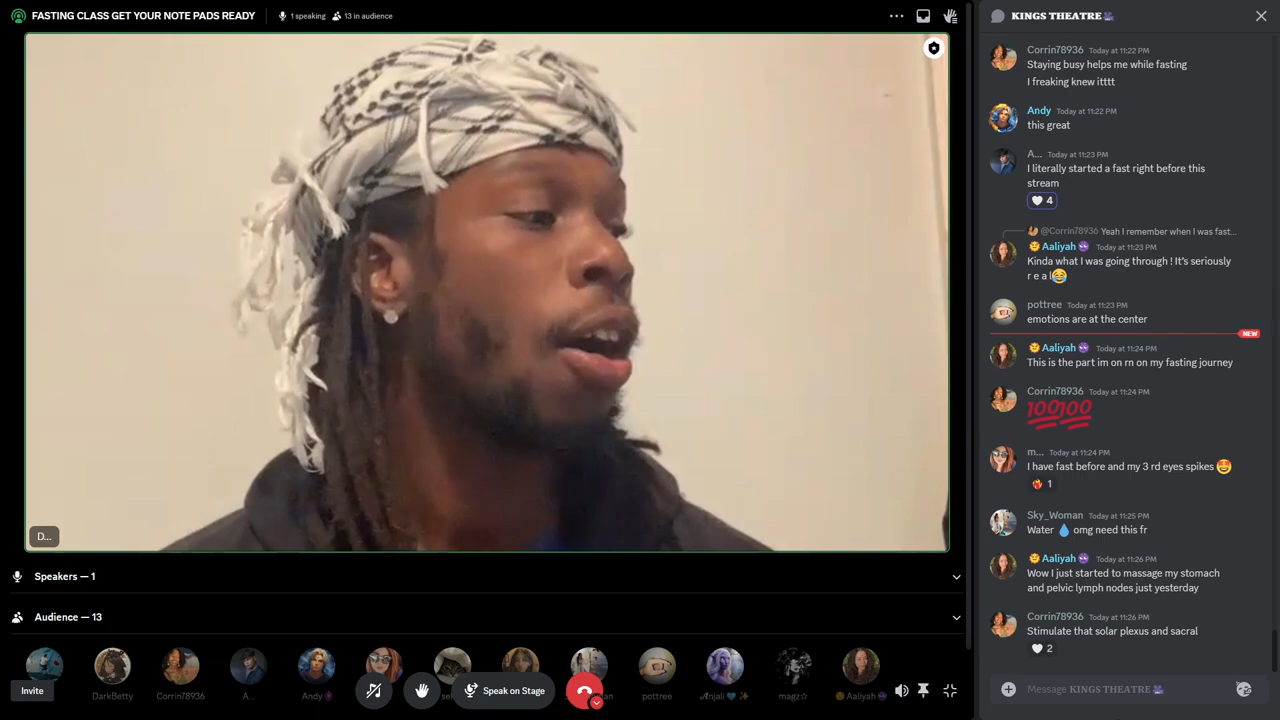 FASTING CLASS GET YOUR NOTE PADS READY
1 speaking
13 in audience
D...
Speakers — 1
Audience — 13
DarkBetty
Corrin78936
A...
Andy
pottree
magz☆
Aaliyah
Invite
Speak on Stage
KINGS THEATRE
Corrin78936 Today at 11:22 PM
Staying busy helps me while fasting
I freaking knew itttt
Andy Today at 11:22 PM
this great
A... Today at 11:23 PM
I literally started a fast right before this
stream
4
@Corrin78936 Yeah I remember when I was fast...
Aaliyah Today at 11:23 PM
Kinda what I was going through ! It's seriously
r e a l😂
pottree Today at 11:23 PM
emotions are at the center
NEW
Aaliyah Today at 11:24 PM
This is the part im on rn on my fasting journey
Corrin78936 Today at 11:24 PM
100 100
m... Today at 11:24 PM
I have fast before and my 3 rd eyes spikes 🤩
1
Sky_Woman Today at 11:25 PM
Water 💧 omg need this fr
Aaliyah Today at 11:26 PM
Wow I just started to massage my stomach
and pelvic lymph nodes just yesterday
Corrin78936 Today at 11:26 PM
Stimulate that solar plexus and sacral
2
Message KINGS THEATRE